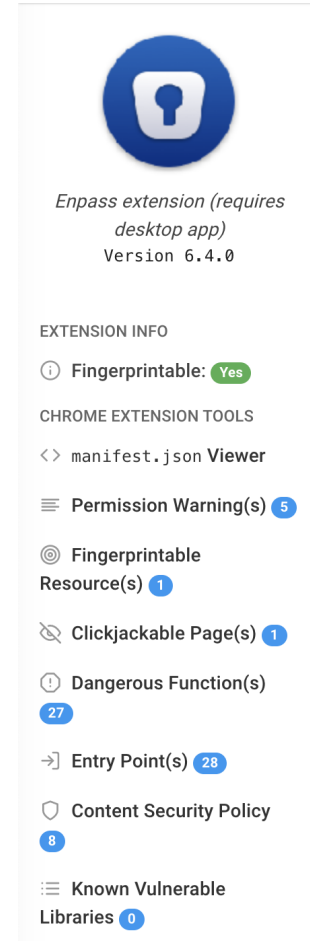 Enpass extension (requires
desktop app)
Version 6.4.0
EXTENSION INFO
Fingerprintable: Yes
CHROME EXTENSION TOOLS
manifest.json Viewer
Permission Warning(s) 5
Fingerprintable
Resource(s) 1
Clickjackable Page(s) 1
Dangerous Function(s)
27
Entry Point(s) 28
Content Security Policy
8
Known Vulnerable
Libraries 0